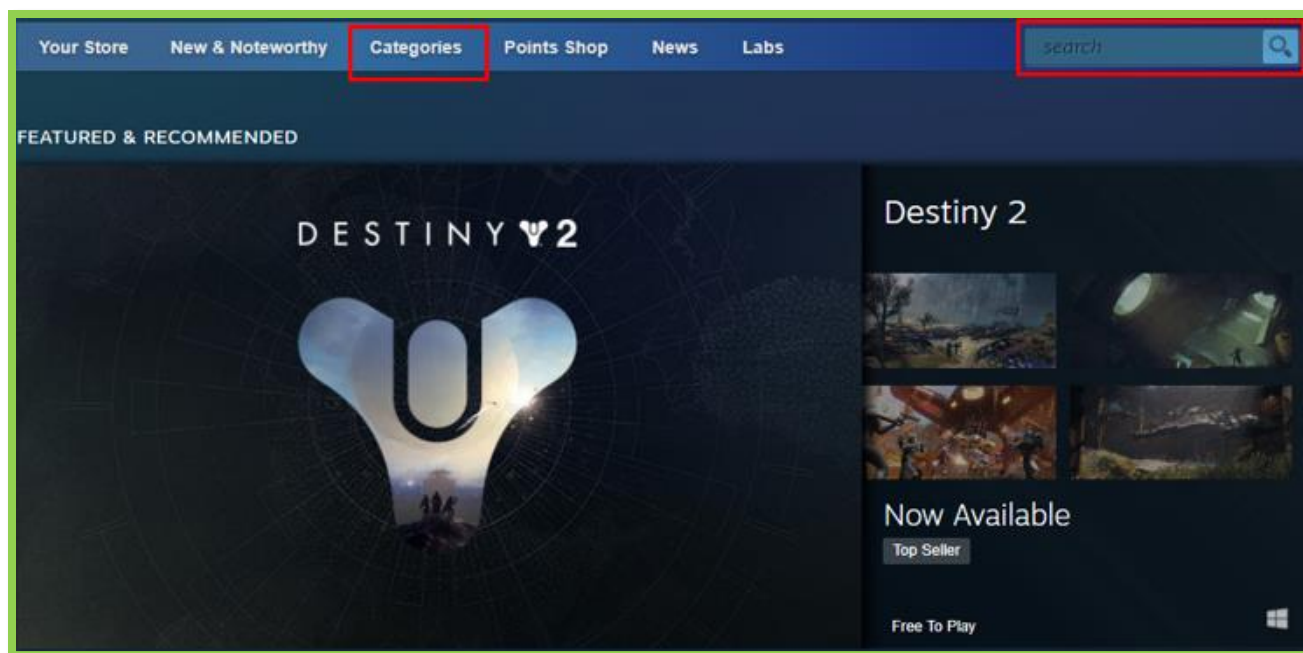 Your Store New & Noteworthy Categories Points Shop News Labs search
FEATURED & RECOMMENDED
DESTINY 2
Destiny 2
Now Available
Top Seller
Free To Play